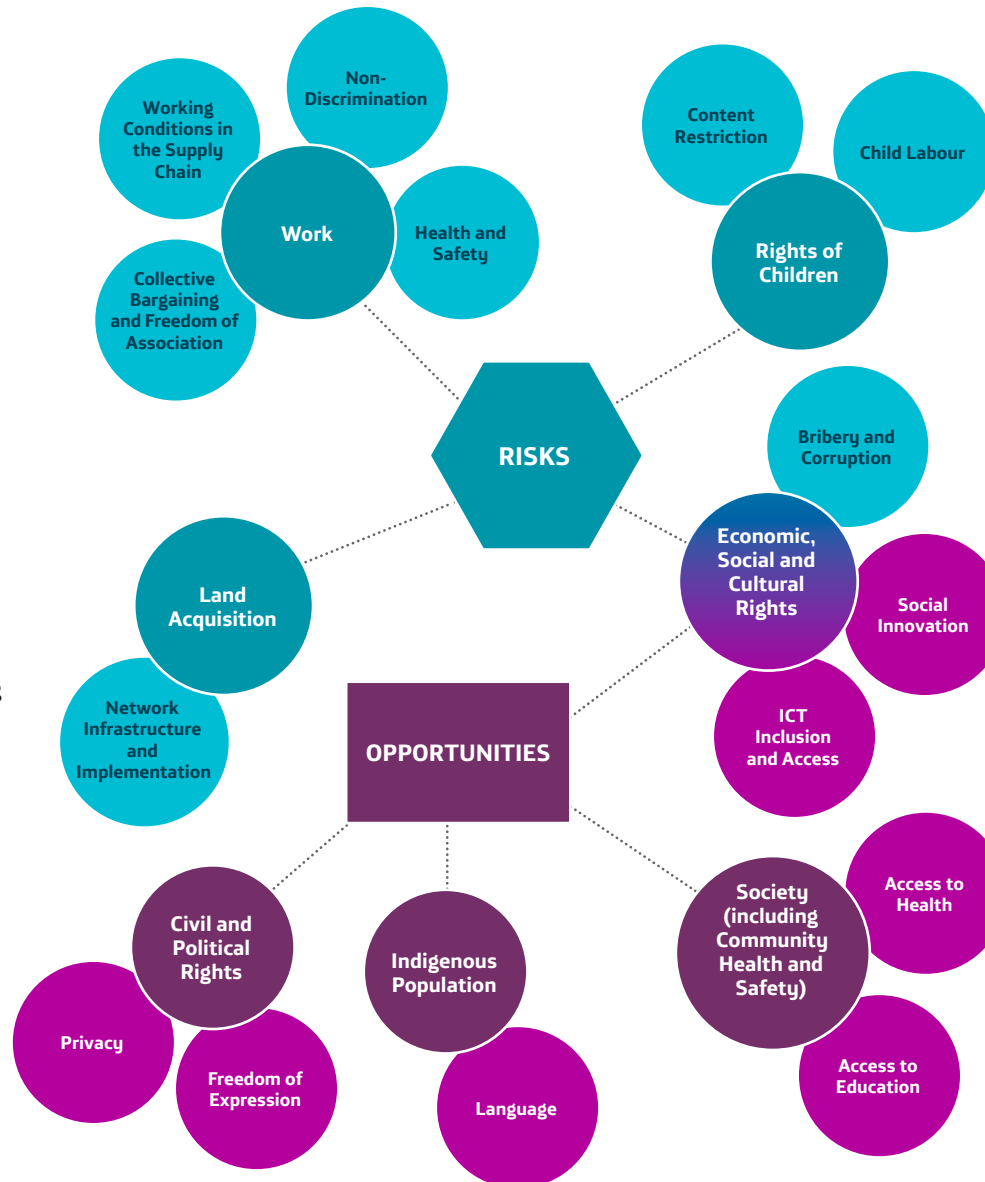 Non-
Discrimination
Working
Conditions in
the Supply
Chain
Work
Health and
Safety
Collective
Bargaining
and Freedom of
Association
Content
Restriction
Child Labour
Rights of
Children
RISKS
Bribery and
Corruption
Economic,
Social and
Cultural
Rights
Social
Innovation
ICT
Inclusion
and Access
Land
Acquisition
Network
Infrastructure
and
Implementation
OPPORTUNITIES
Civil and
Political
Rights
Privacy
Freedom of
Expression
Indigenous
Population
Language
Society
(including
Community
Health and
Safety)
Access to
Health
Access to
Education